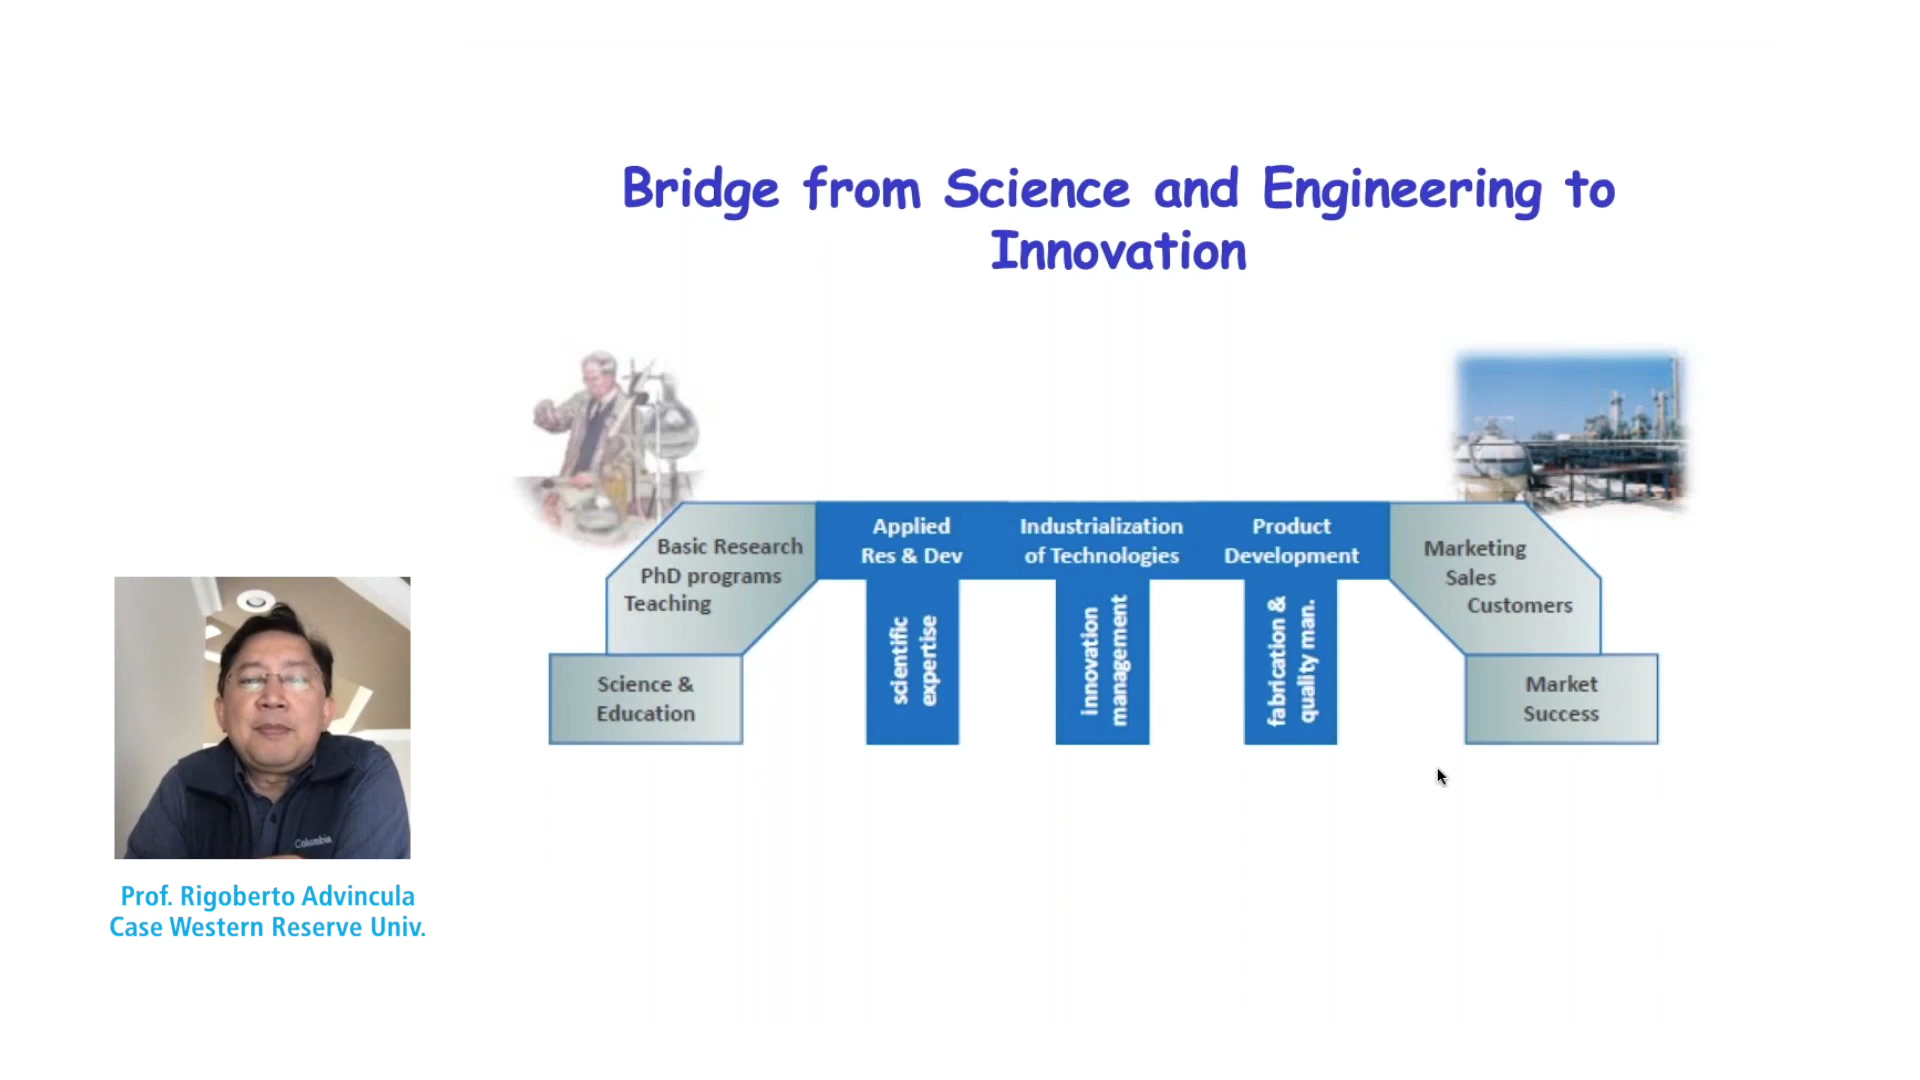 Bridge from Science and Engineering to
Innovation
Basic Research
PhD programs
Teaching
Science &
Education
Applied
Res & Dev
scientific
expertise
Industrialization
of Technologies
innovation
management
Product
Development
fabrication &
quality man.
Marketing
Sales
Customers
Market
Success
Columbia
Prof. Rigoberto Advincula
Case Western Reserve Univ.